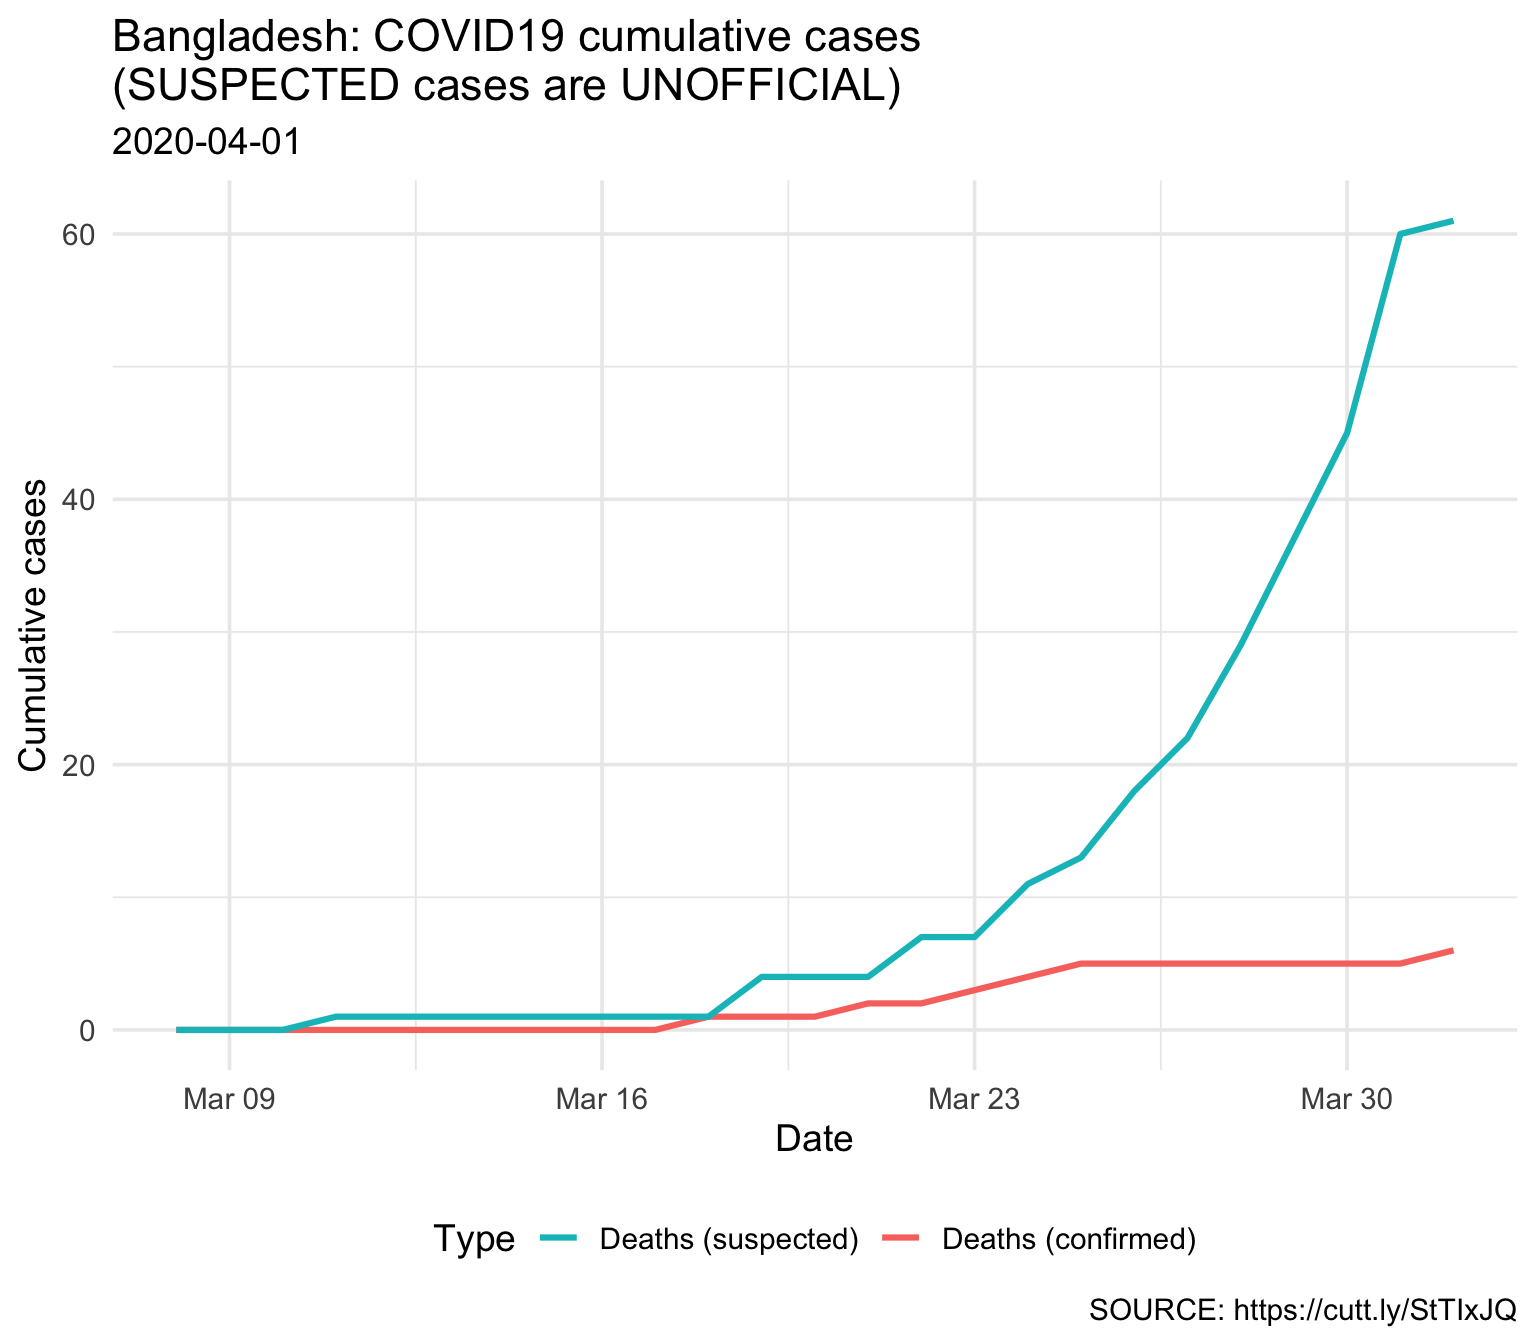 Bangladesh: COVID19 cumulative cases
(SUSPECTED cases are UNOFFICIAL)
2020-04-01
60
40
20
0
Cumulative cases
Mar 09 Mar 16 Mar 23 Mar 30
Date
Type Deaths (suspected) Deaths (confirmed)
SOURCE: https://cutt.ly/StTIxJQ